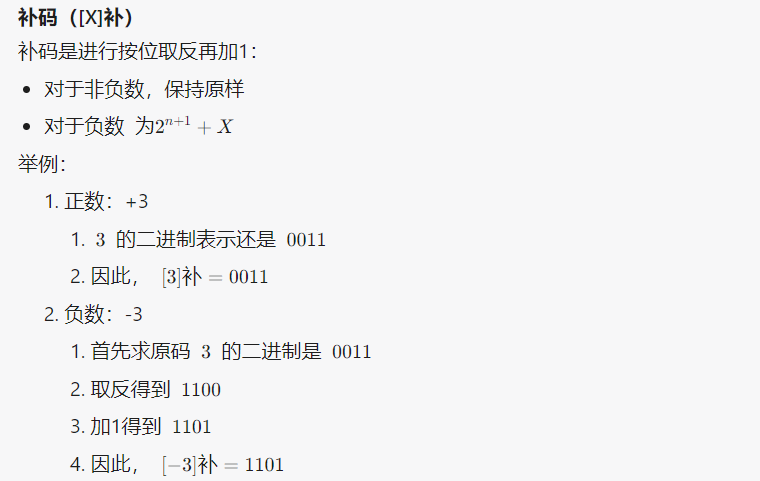 补码（[X]补）
补码是进行按位取反再加1：
• 对于非负数，保持原样
• 对于负数 为2^{n+1} + X
举例：
1. 正数：+3
1. 3 的二进制表示还是 0011
2. 因此， [3]补 = 0011
2. 负数：-3
1. 首先求原码 3 的二进制是 0011
2. 取反得到 1100
3. 加1得到 1101
4. 因此， [−3]补 = 1101